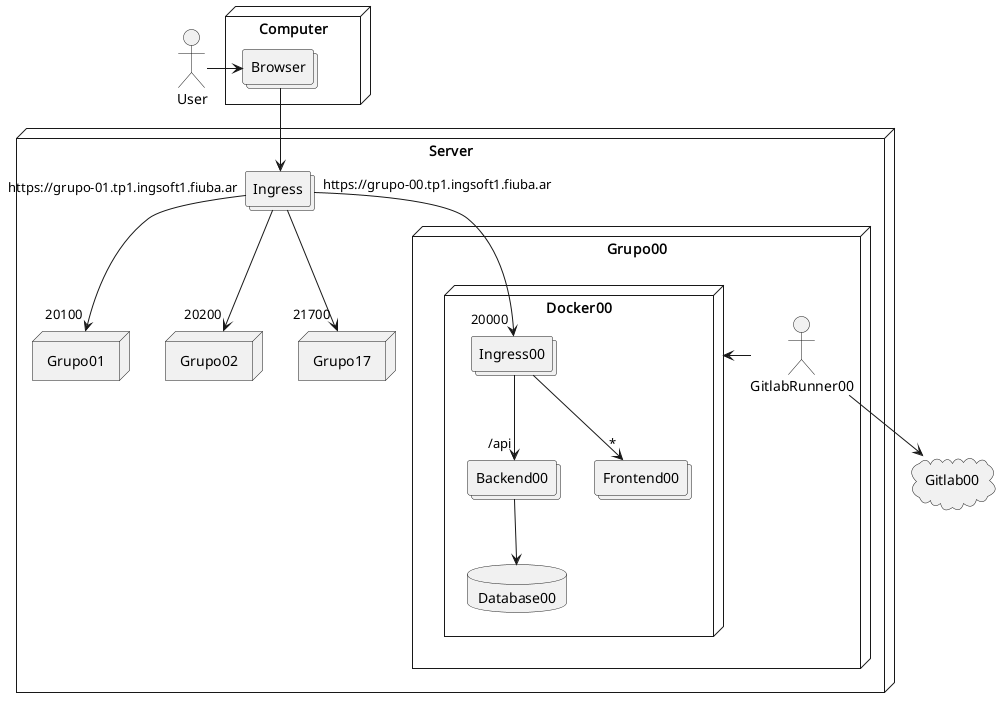 Computer
Browser
User
Server
https://grupo-01.tp1.ingsoft1.fiuba.ar
Ingress
https://grupo-00.tp1.ingsoft1.fiuba.ar
Grupo00
Docker00
20100
20200
21700
20000
Grupo01
Grupo02
Grupo17
Ingress00
GitlabRunner00
/api
*
Backend00
Frontend00
Gitlab00
Database00